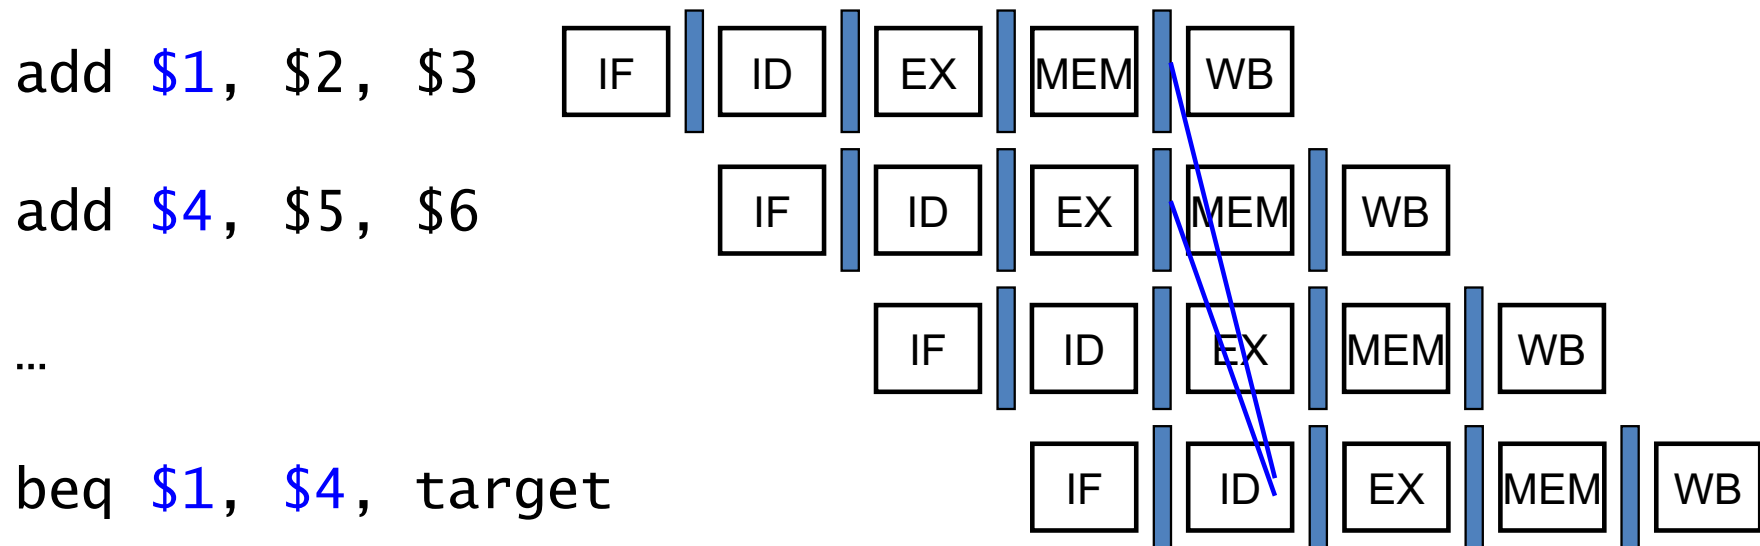 add $1, $2, $3 IF ID EX MEM WB
add $4, $5, $6 IF ID EX MEM WB
… IF ID EX MEM WB
beq $1, $4, target IF ID EX MEM WB